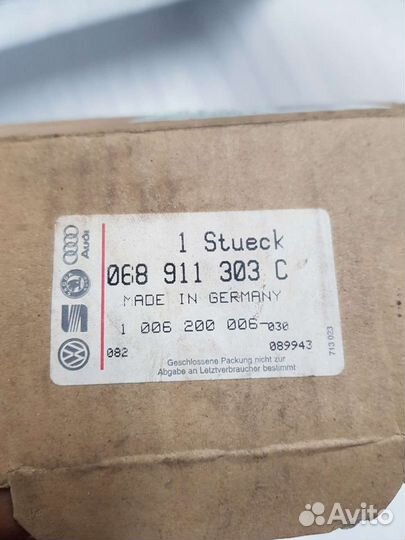 1 Stueck
068 911 303 C
MADE IN GERMANY
1 006 200 006-030
082 089943
Geschlossene Packung nicht zur
Abgabe an Letztverbraucher bestimmt
713 023
Audi
Avito